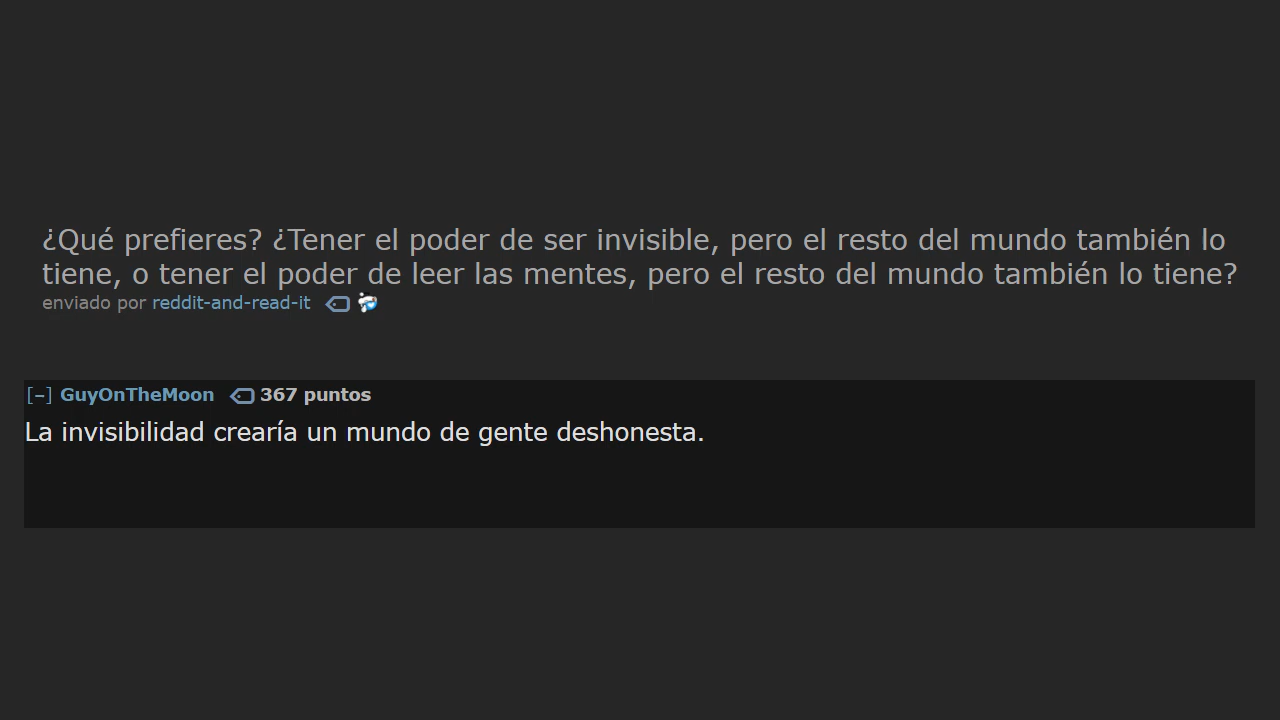 ¿Qué prefieres? ¿Tener el poder de ser invisible, pero el resto del mundo también lo
tiene, o tener el poder de leer las mentes, pero el resto del mundo también lo tiene?
enviado por reddit-and-read-it
[–] GuyOnTheMoon 367 puntos
La invisibilidad crearía un mundo de gente deshonesta.